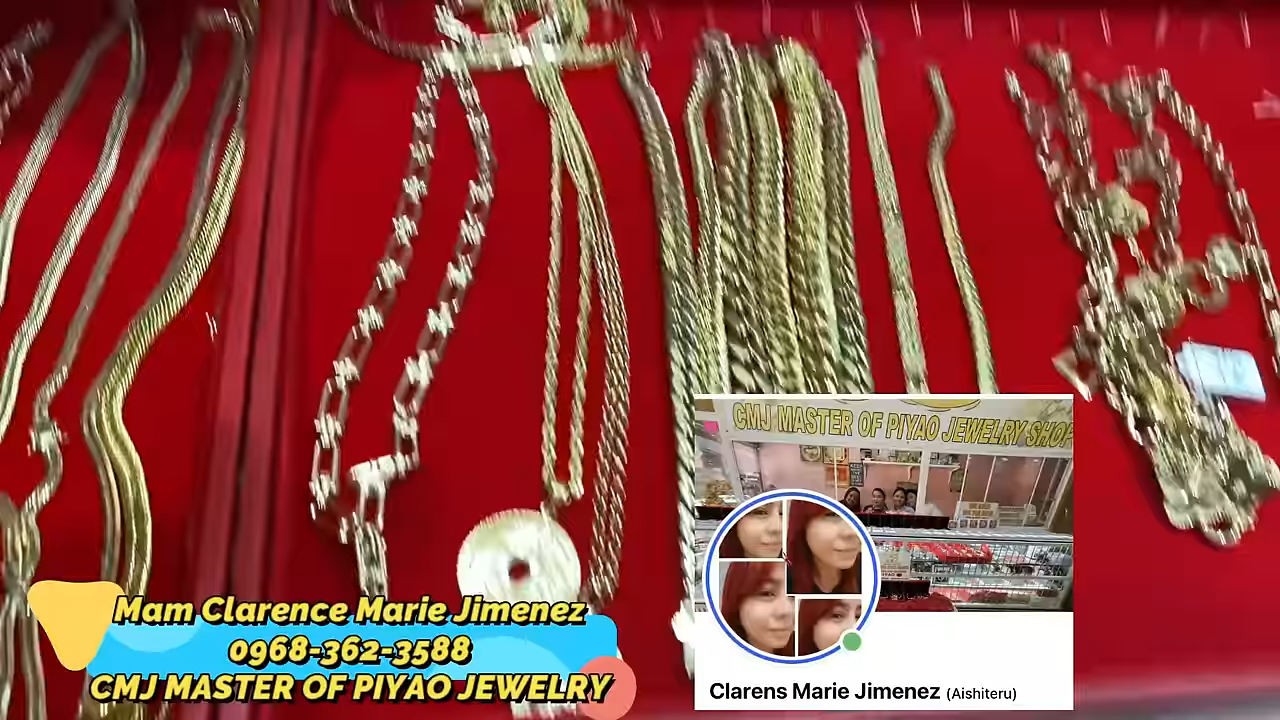 CMJ MASTER OF PIYAO JEWELRY SHOP
Mam Clarence Marie Jimenez
0968-362-3588
CMJ MASTER OF PIYAO JEWELRY
Clarens Marie Jimenez (Aishiteru)